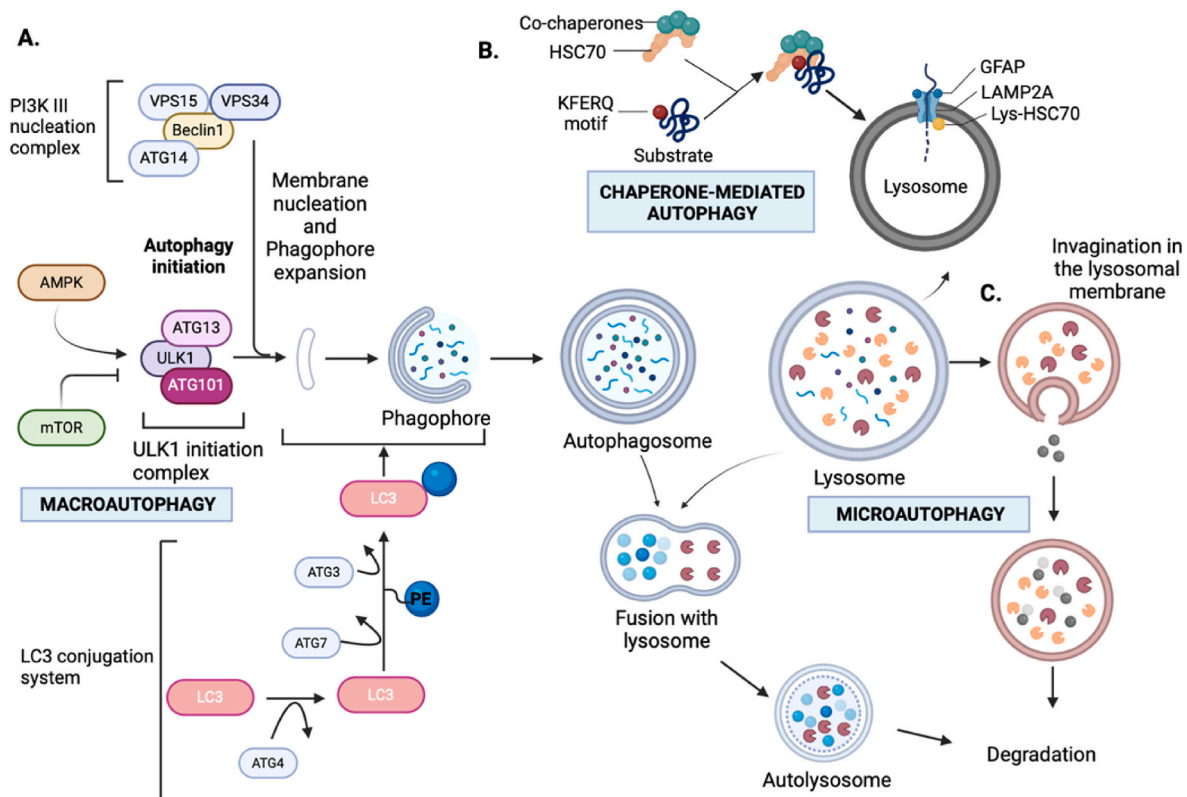 A.
PI3K III
nucleation
complex
VPS15
VPS34
Beclin1
ATG14
Membrane
nucleation
and
Phagophore
expansion
Autophagy
initiation
AMPK
ATG13
ULK1
ATG101
mTOR
ULK1 initiation
complex
MACROAUTOPHAGY
Phagophore
Autophagosome
LC3
ATG3
PE
ATG7
LC3 conjugation
system
LC3
LC3
ATG4
Fusion with
lysosome
Autolysosome
B.
Co-chaperones
HSC70
KFERQ
motif
Substrate
CHAPERONE-MEDIATED
AUTOPHAGY
GFAP
LAMP2A
Lys-HSC70
Lysosome
C.
Invagination in
the lysosomal
membrane
Lysosome
MICROAUTOPHAGY
Degradation